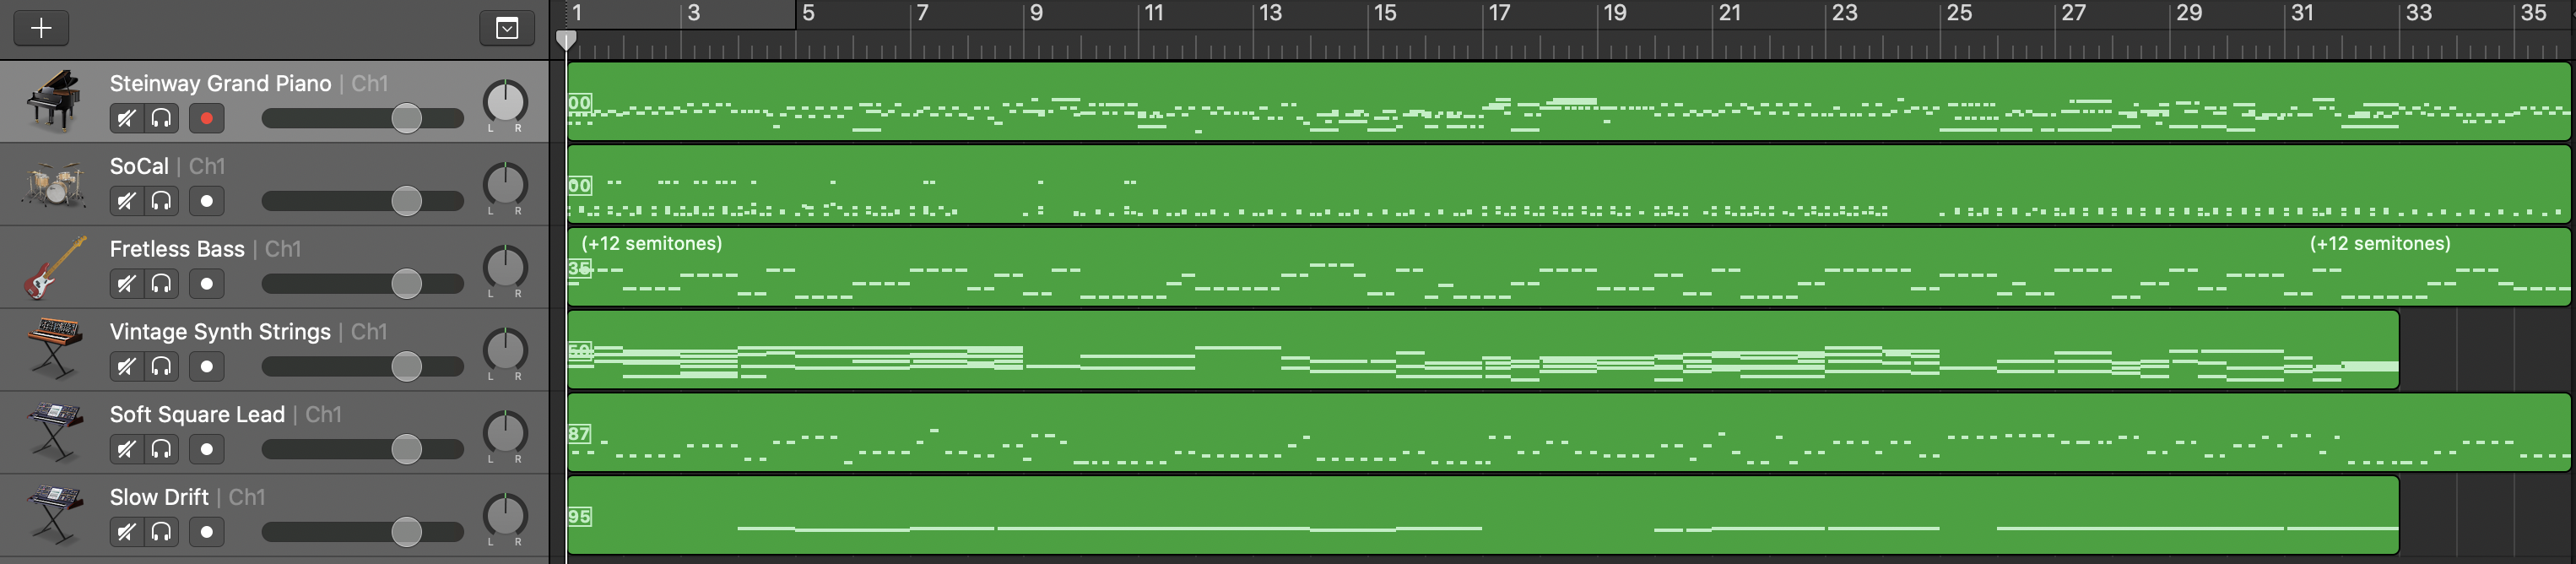 1 3 5 7 9 11 13 15 17 19 21 23 25 27 29 31 33 35
Steinway Grand Piano | Ch1
L R
00
SoCal | Ch1
L R
00
Fretless Bass | Ch1
L R
(+12 semitones) (+12 semitones)
35
Vintage Synth Strings | Ch1
L R
Soft Square Lead | Ch1
L R
87
Slow Drift | Ch1
L R
95